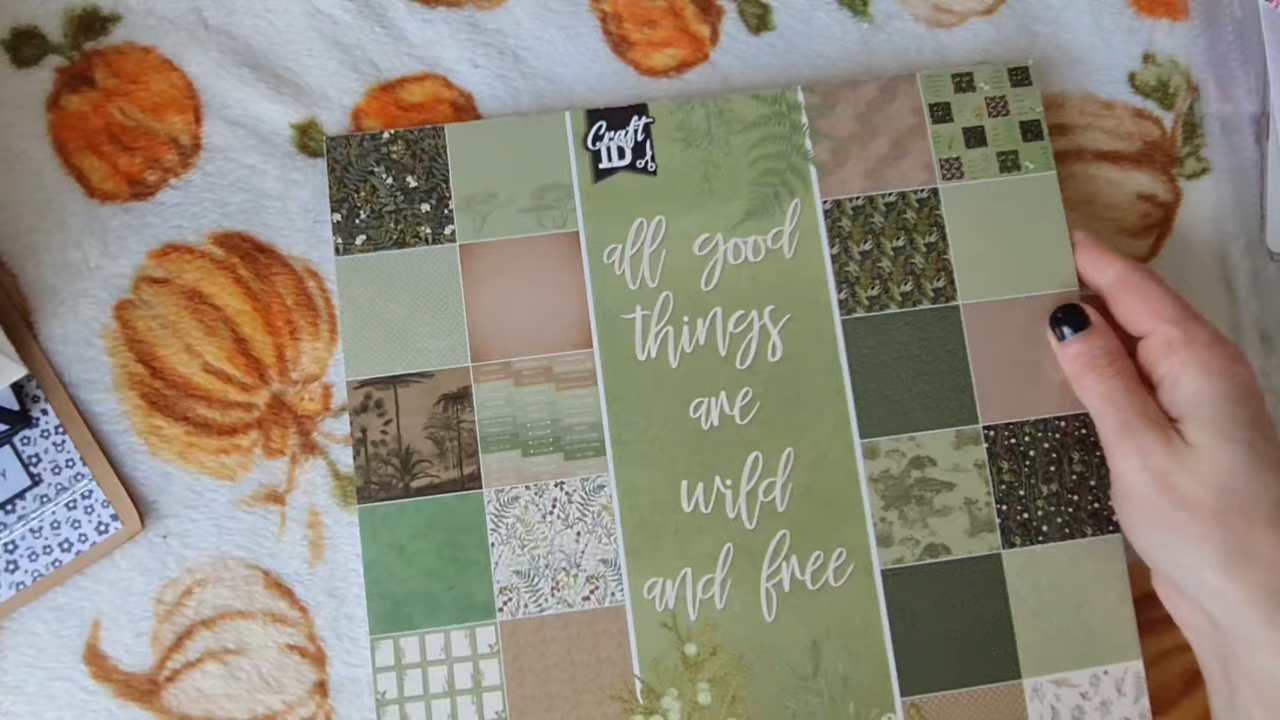 Craft
ID
all good
things
are
wild
and free
Y